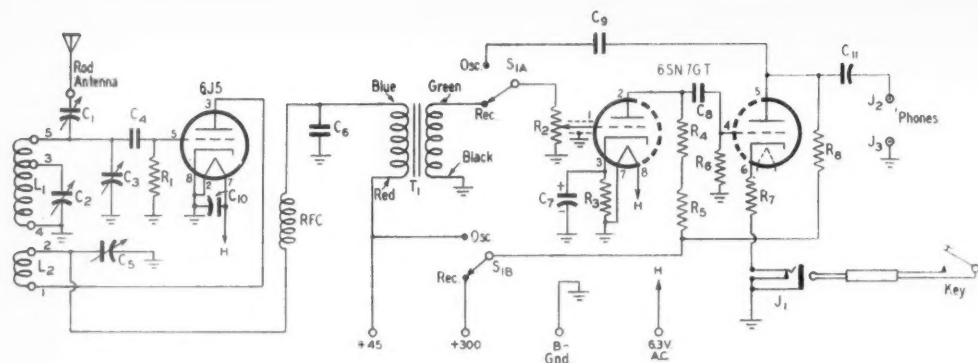 Rod
Antenna
C1
5
3
L1
C2
4
2
L2
1
C5
C3
C4
R1
6J5
3
5
8
2
7
C10
H
RFC
C6
Blue
Red
T1
Green
Black
Osc.
Rec.
S1A
C9
R2
1
2
3
7
8
C7
R3
6SN7GT
C8
R4
R5
R6
4
5
6
R7
R8
C11
J2
'Phones
J3
Osc
Rec.
S1B
+45
+300
B-
Gnd
H
6.3V
A.C.
J1
Key